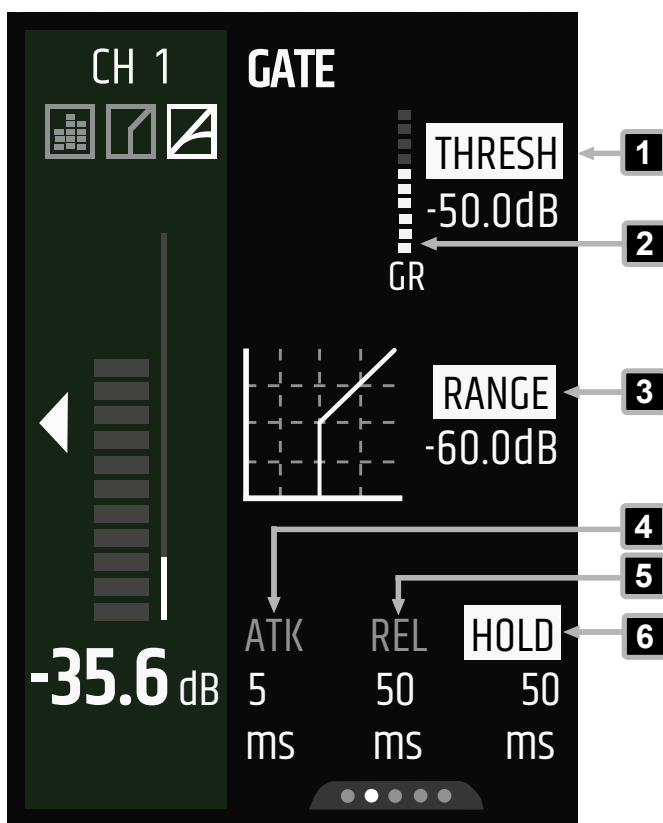 CH 1
GATE
THRESH
1
-50.0dB
2
GR
RANGE
3
-60.0dB
4
5
ATK REL HOLD
6
-35.6 dB
5 50 50
ms ms ms